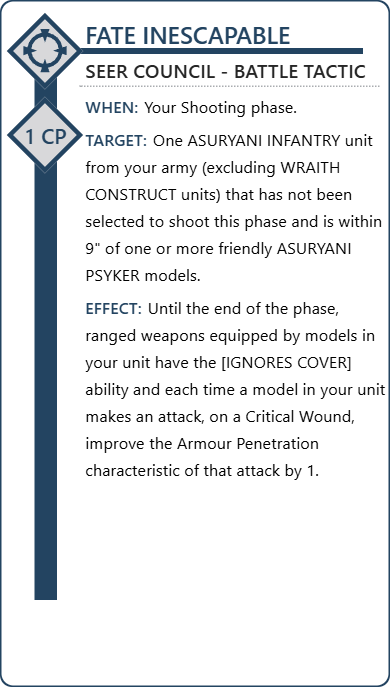 FATE INESCAPABLE
SEER COUNCIL - BATTLE TACTIC
WHEN: Your Shooting phase.
1 CP
TARGET: One ASURYANI INFANTRY unit
from your army (excluding WRAITH
CONSTRUCT units) that has not been
selected to shoot this phase and is within
9" of one or more friendly ASURYANI
PSYKER models.
EFFECT: Until the end of the phase,
ranged weapons equipped by models in
your unit have the [IGNORES COVER]
ability and each time a model in your unit
makes an attack, on a Critical Wound,
improve the Armour Penetration
characteristic of that attack by 1.